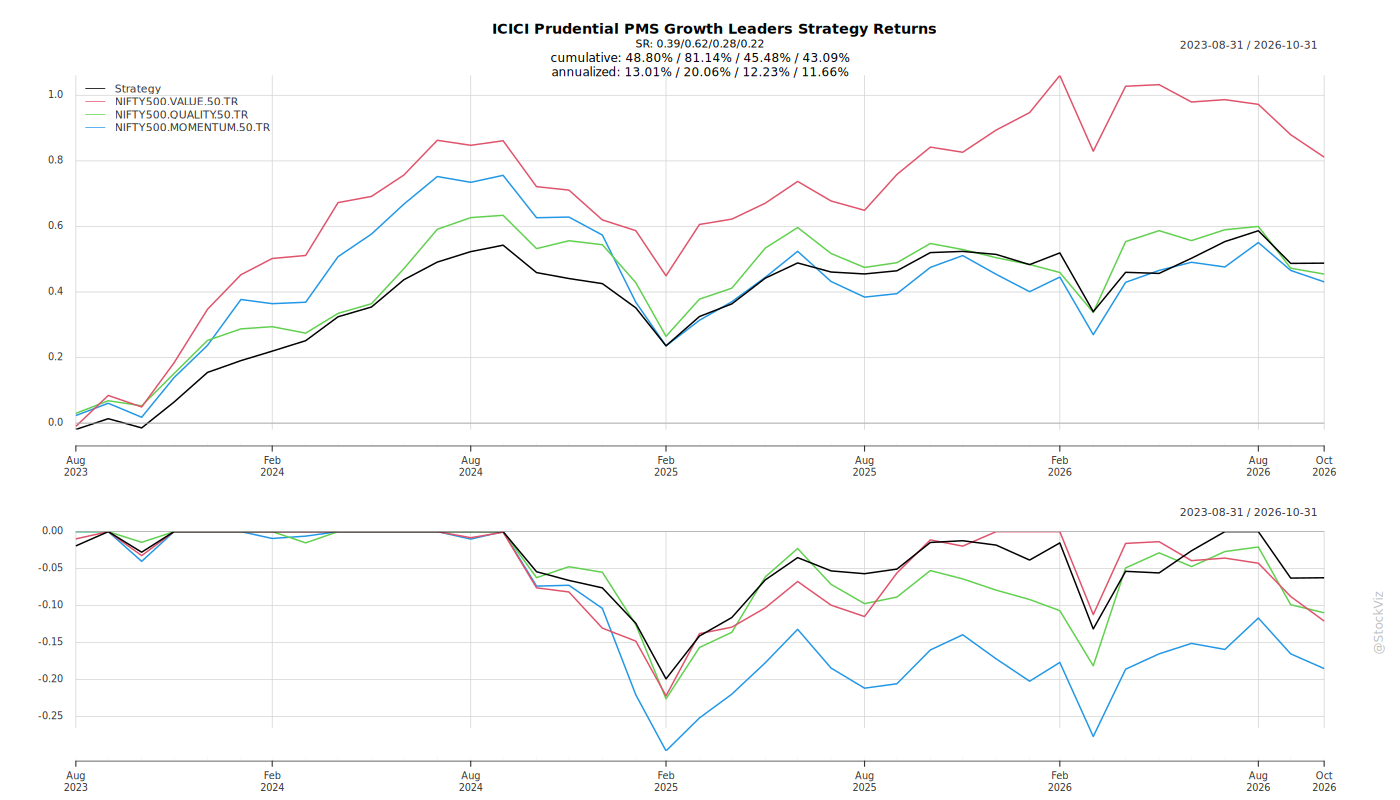 ICICI Prudential PMS Growth Leaders Strategy Returns
SR: 0.39/0.62/0.28/0.22
cumulative: 48.80% / 81.14% / 45.48% / 43.09%
annualized: 13.01% / 20.06% / 12.23% / 11.66%
2023-08-31 / 2026-10-31
Strategy
NIFTY500.VALUE.50.TR
NIFTY500.QUALITY.50.TR
NIFTY500.MOMENTUM.50.TR
1.0
0.8
0.6
0.4
0.2
0.0
Aug Feb Aug Feb Aug Feb Aug Oct
2023 2024 2024 2025 2025 2026 2026 2026
2023-08-31 / 2026-10-31
0.00
-0.05
-0.10
-0.15
-0.20
-0.25
Aug Feb Aug Feb Aug Feb Aug Oct
2023 2024 2024 2025 2025 2026 2026 2026
@StockViz